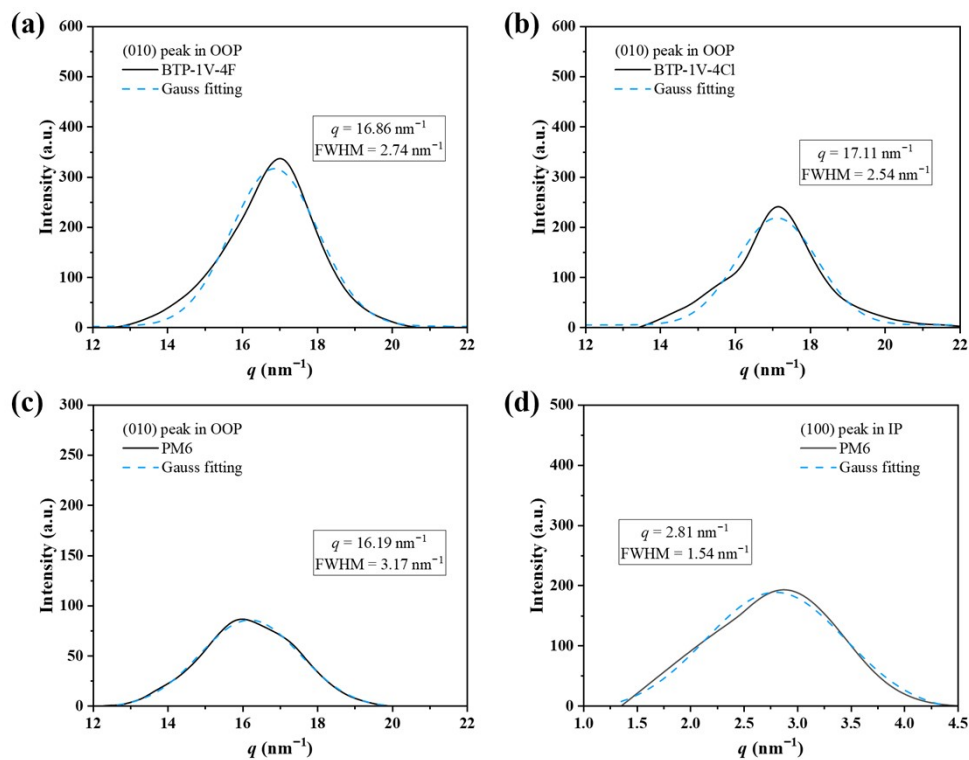 (a)
600
500
400
300
200
100
0
Intensity (a.u.)
(010) peak in OOP
BTP-1V-4F
Gauss fitting
q = 16.86 nm⁻¹
FWHM = 2.74 nm⁻¹
12 14 16 18 20 22
q (nm⁻¹)
(b)
600
500
400
300
200
100
0
Intensity (a.u.)
(010) peak in OOP
BTP-1V-4Cl
Gauss fitting
q = 17.11 nm⁻¹
FWHM = 2.54 nm⁻¹
12 14 16 18 20 22
q (nm⁻¹)
(c)
300
250
200
150
100
50
0
Intensity (a.u.)
(010) peak in OOP
PM6
Gauss fitting
q = 16.19 nm⁻¹
FWHM = 3.17 nm⁻¹
12 14 16 18 20 22
q (nm⁻¹)
(d)
500
400
300
200
100
0
Intensity (a.u.)
(100) peak in IP
PM6
Gauss fitting
q = 2.81 nm⁻¹
FWHM = 1.54 nm⁻¹
1.0 1.5 2.0 2.5 3.0 3.5 4.0 4.5
q (nm⁻¹)